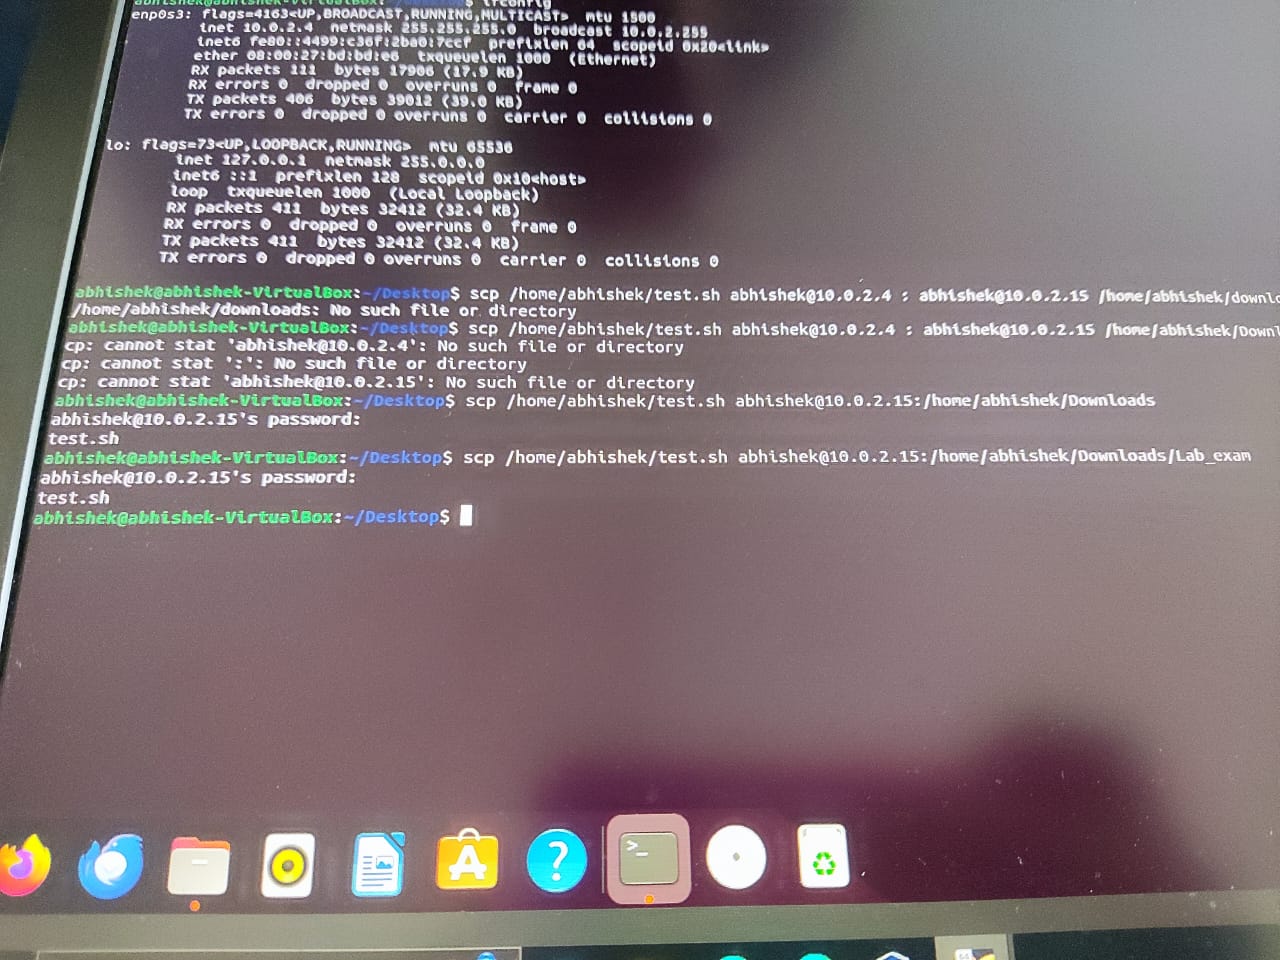 abhishek@abhishek-VirtualBox:~/Desktop$ ifconfig
enp0s3: flags=4163<UP,BROADCAST,RUNNING,MULTICAST>  mtu 1500
inet 10.0.2.4  netmask 255.255.255.0  broadcast 10.0.2.255
inet6 fe80::4499:c36f:2ba0:7ccf  prefixlen 64  scopeid 0x20<link>
ether 08:00:27:bd:bd:e6  txqueuelen 1000  (Ethernet)
RX packets 111  bytes 17906 (17.9 KB)
RX errors 0  dropped 0  overruns 0  frame 0
TX packets 406  bytes 39012 (39.0 KB)
TX errors 0  dropped 0 overruns 0  carrier 0  collisions 0
lo: flags=73<UP,LOOPBACK,RUNNING>  mtu 65536
inet 127.0.0.1  netmask 255.0.0.0
inet6 ::1  prefixlen 128  scopeid 0x10<host>
loop  txqueuelen 1000  (Local Loopback)
RX packets 411  bytes 32412 (32.4 KB)
RX errors 0  dropped 0  overruns 0  frame 0
TX packets 411  bytes 32412 (32.4 KB)
TX errors 0  dropped 0 overruns 0  carrier 0  collisions 0
abhishek@abhishek-VirtualBox:~/Desktop$ scp /home/abhishek/test.sh abhishek@10.0.2.4 : abhishek@10.0.2.15 /home/abhishek/downlo
/home/abhishek/downloads: No such file or directory
abhishek@abhishek-VirtualBox:~/Desktop$ scp /home/abhishek/test.sh abhishek@10.0.2.4 : abhishek@10.0.2.15 /home/abhishek/Downl
cp: cannot stat 'abhishek@10.0.2.4': No such file or directory
cp: cannot stat ':': No such file or directory
cp: cannot stat 'abhishek@10.0.2.15': No such file or directory
abhishek@abhishek-VirtualBox:~/Desktop$ scp /home/abhishek/test.sh abhishek@10.0.2.15:/home/abhishek/Downloads
abhishek@10.0.2.15's password:
test.sh
abhishek@abhishek-VirtualBox:~/Desktop$ scp /home/abhishek/test.sh abhishek@10.0.2.15:/home/abhishek/Downloads/Lab_exam
abhishek@10.0.2.15's password:
test.sh
abhishek@abhishek-VirtualBox:~/Desktop$